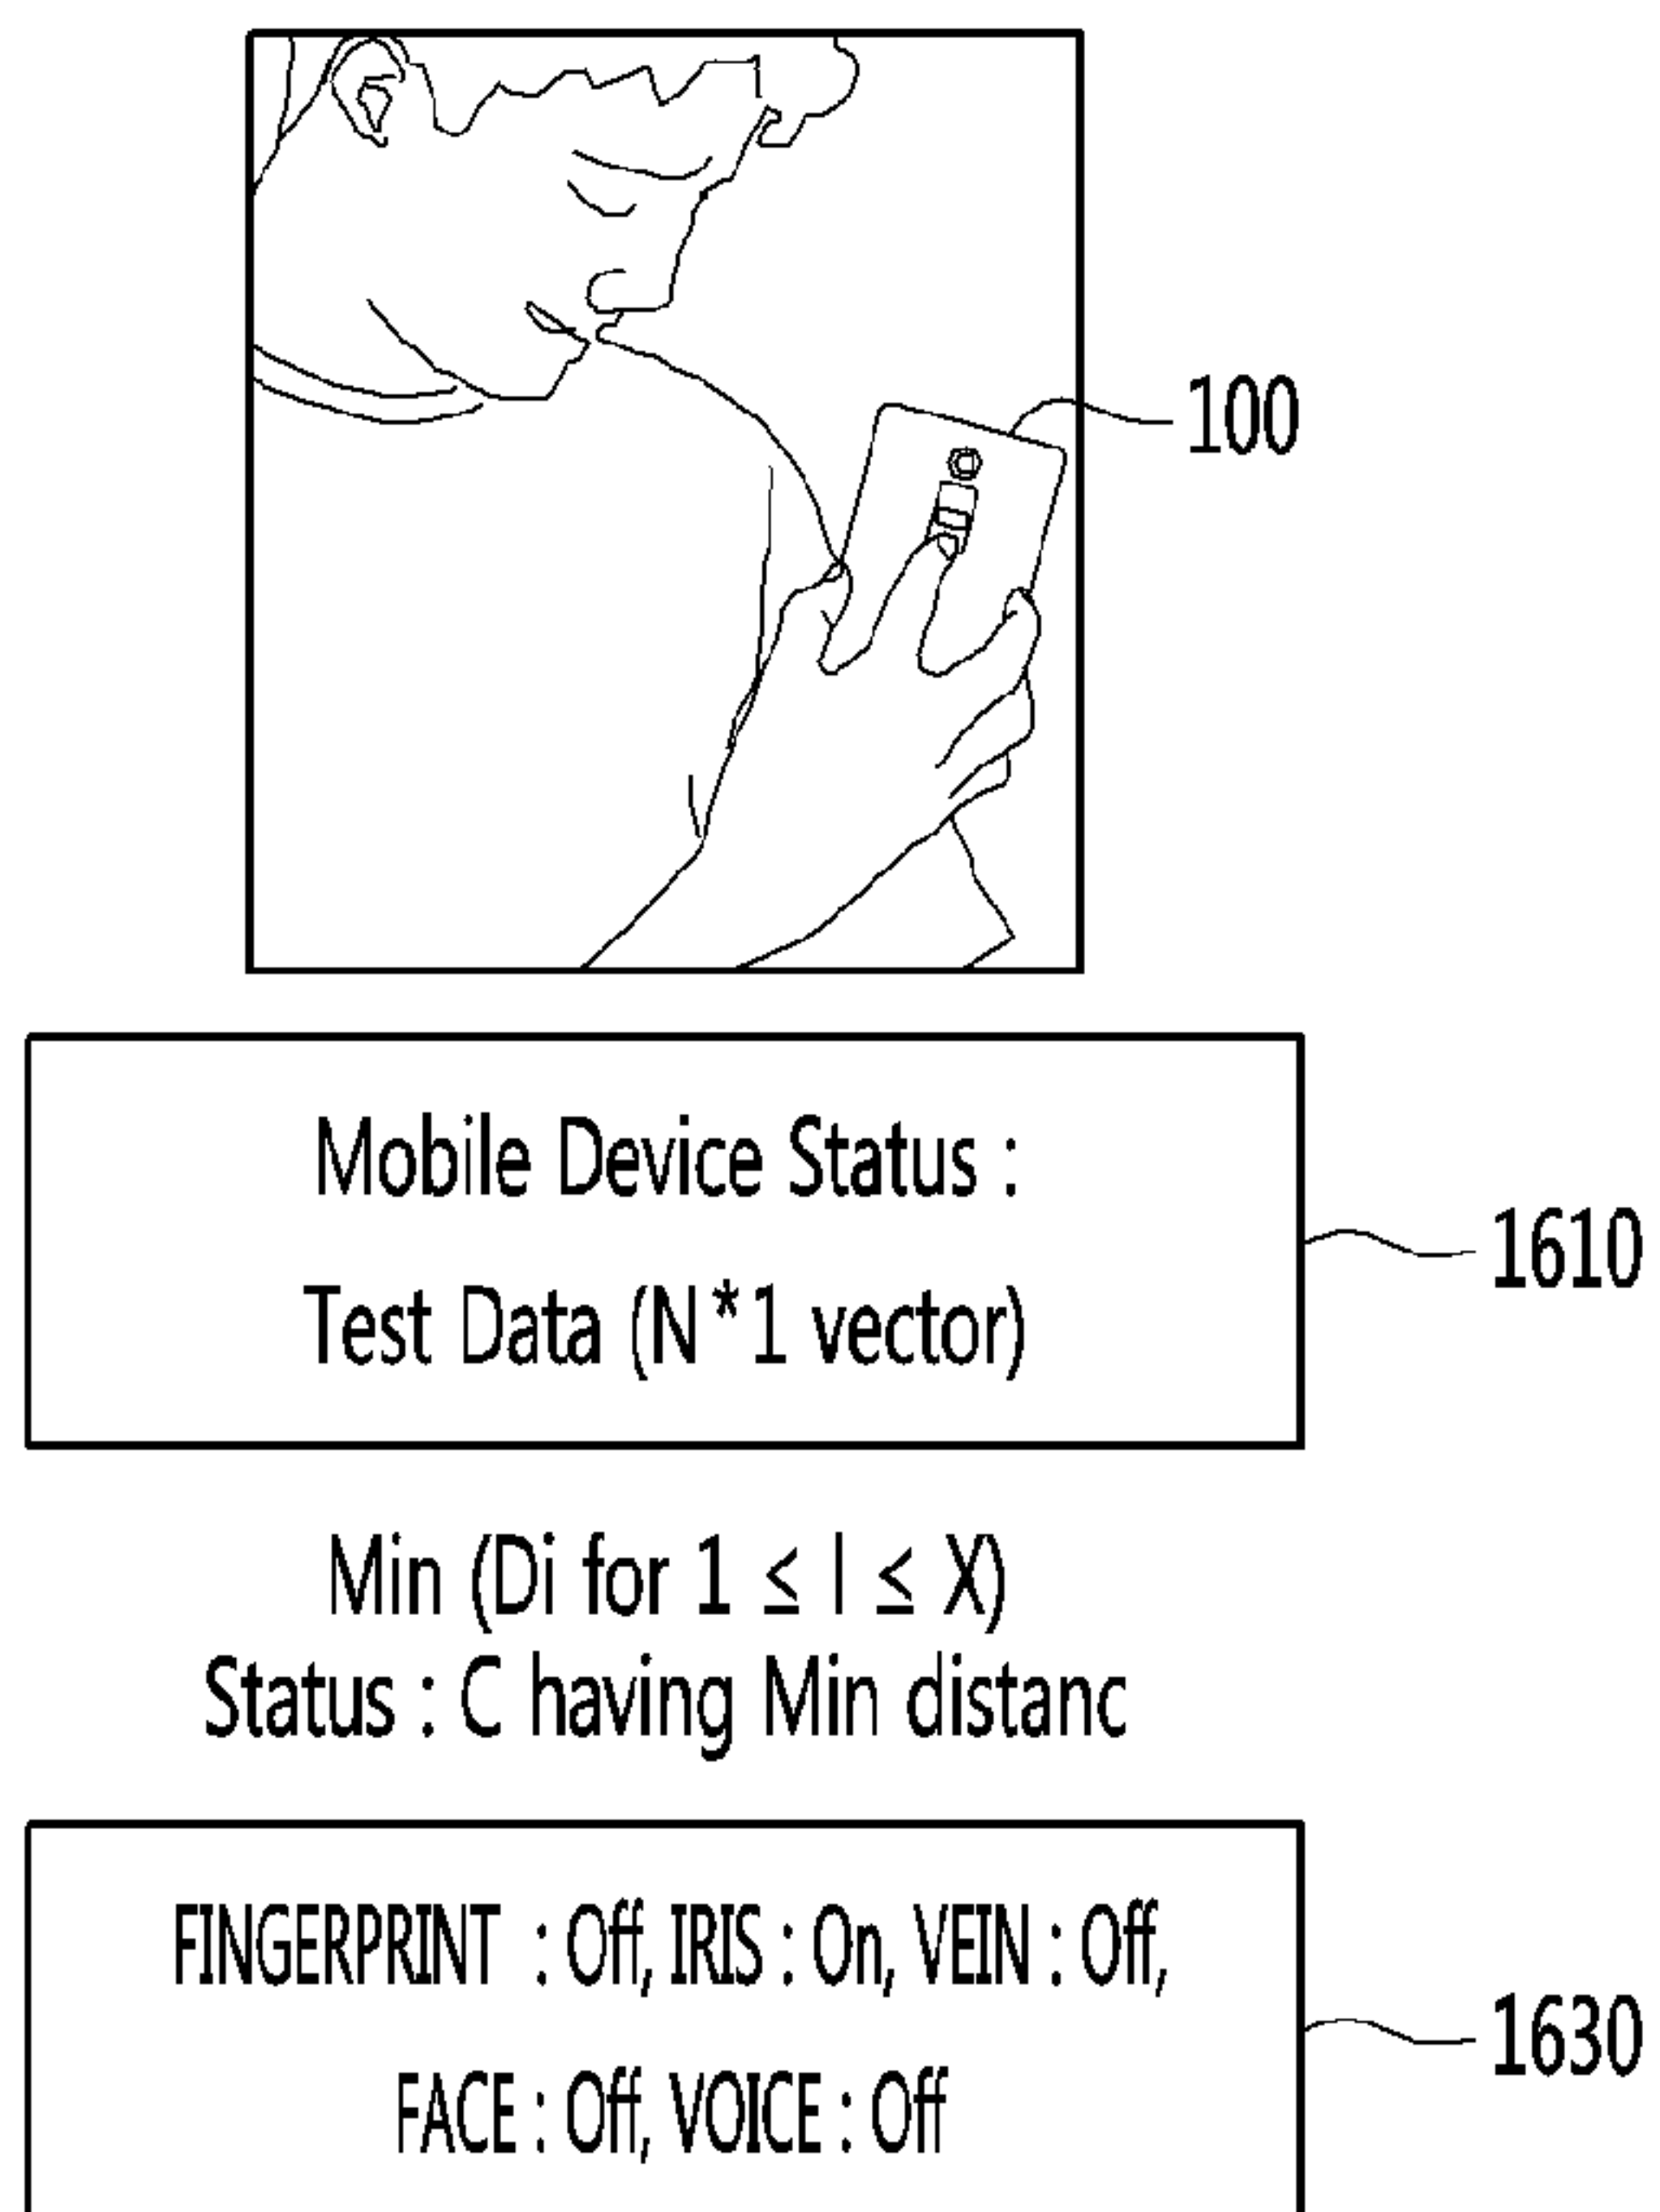 100
Mobile Device Status :
Test Data (N*1 vector)
1610
Min (Di for 1 ≤ I ≤ X)
Status : C having Min distanc
FINGERPRINT : Off, IRIS : On, VEIN : Off,
FACE : Off, VOICE : Off
1630